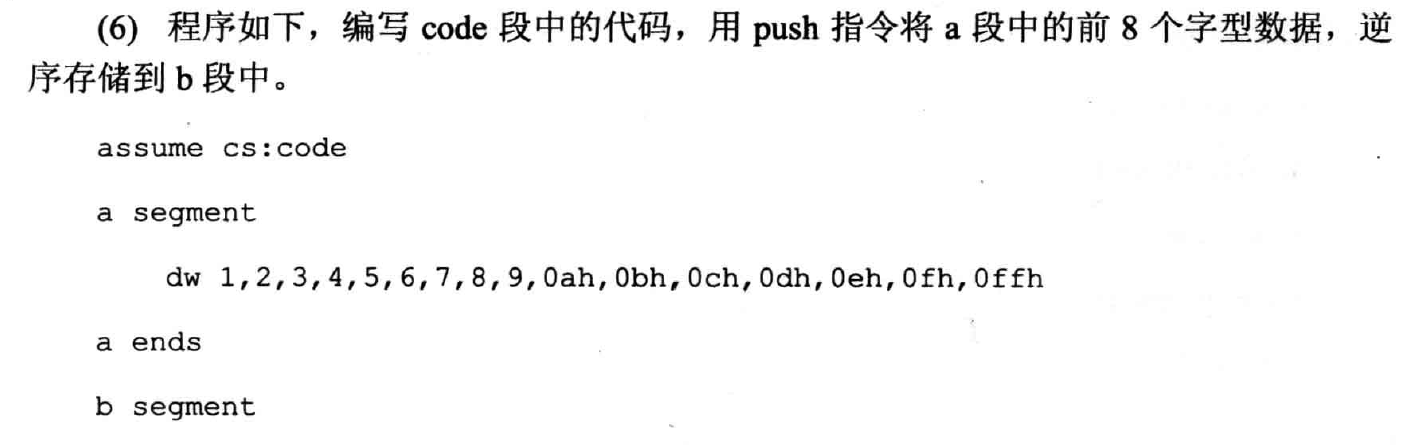 (6) 程序如下，编写 code 段中的代码，用 push 指令将 a 段中的前 8 个字型数据，逆
序存储到 b 段中。
assume cs:code
a segment
dw 1,2,3,4,5,6,7,8,9,0ah,0bh,0ch,0dh,0eh,0fh,0ffh
a ends
b segment